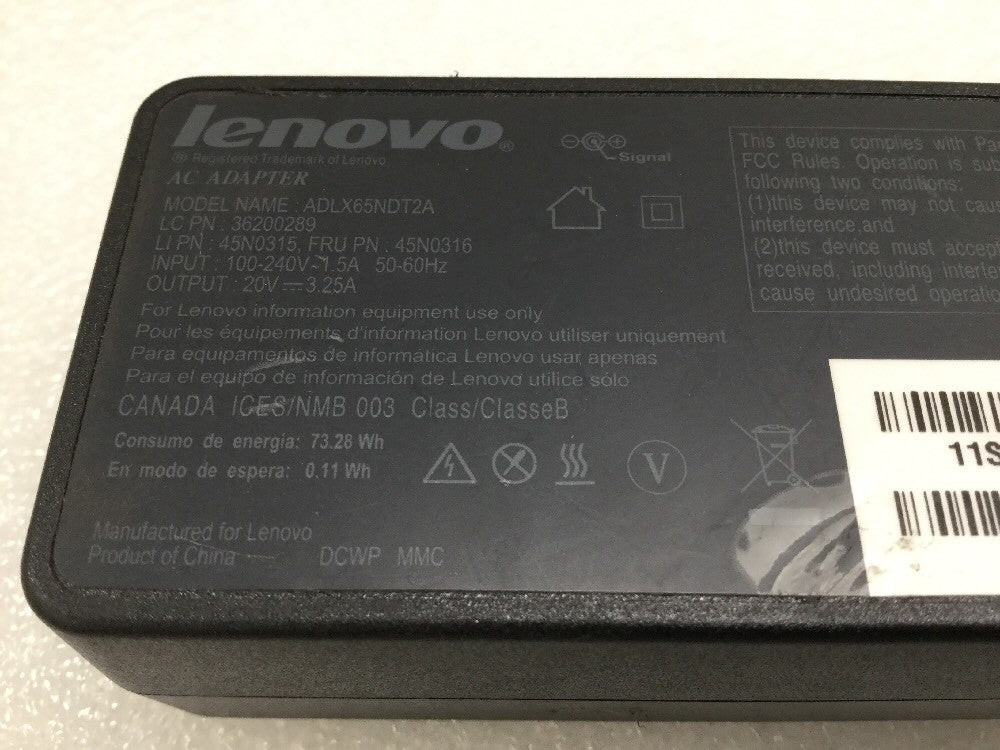 lenovo®
® Registered Trademark of Lenovo
AC ADAPTER
MODEL NAME : ADLX65NDT2A
LC PN : 36200289
LI PN : 45N0315, FRU PN : 45N0316
INPUT : 100-240V~1.5A 50-60Hz
OUTPUT : 20V⎓3.25A
For Lenovo information equipment use only
Pour les équipements d'information Lenovo utiliser uniquement
Para equipamentos de informática Lenovo usar apenas
Para el equipo de información de Lenovo utilice sólo
CANADA ICES/NMB 003 Class/ClasseB
Consumo de energía: 73.28 Wh
En modo de espera: 0.11 Wh
Manufactured for Lenovo
Product of China DCWP MMC
Signal
V
This device complies with
FCC Rules. Operation is
following two conditions:
(1)this device may not
interference.and
(2)this device must
received, including
cause undesired
11S